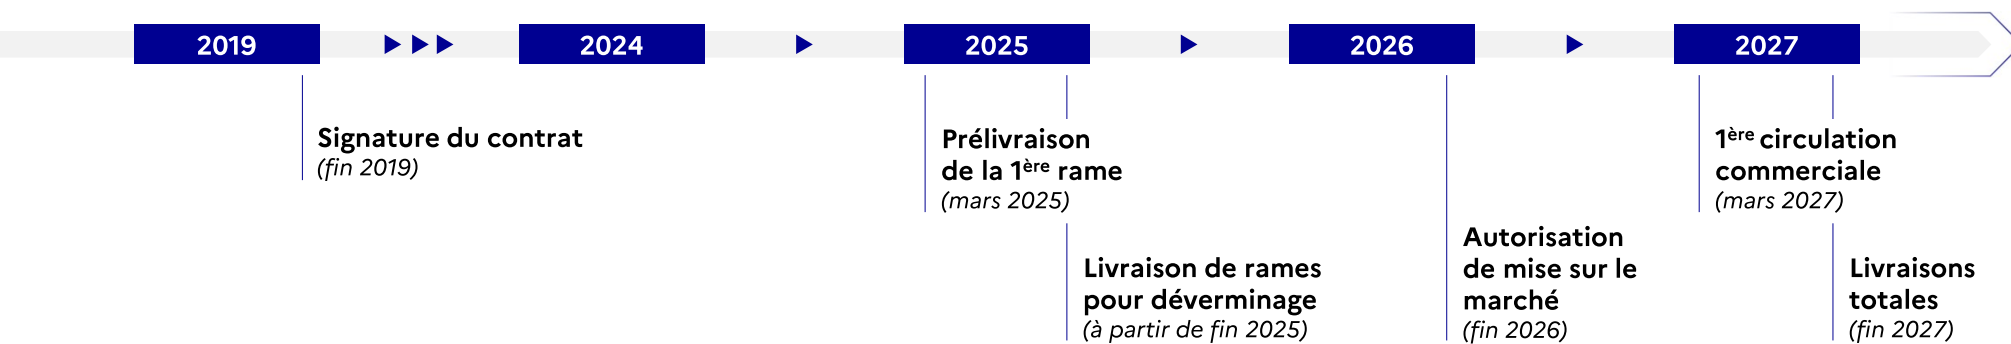 2019
2024
2025
2026
2027
Signature du contrat
(fin 2019)
Prélivraison
de la 1ère rame
(mars 2025)
Livraison de rames
pour déverminage
(à partir de fin 2025)
Autorisation
de mise sur le
marché
(fin 2026)
1ère circulation
commerciale
(mars 2027)
Livraisons
totales
(fin 2027)